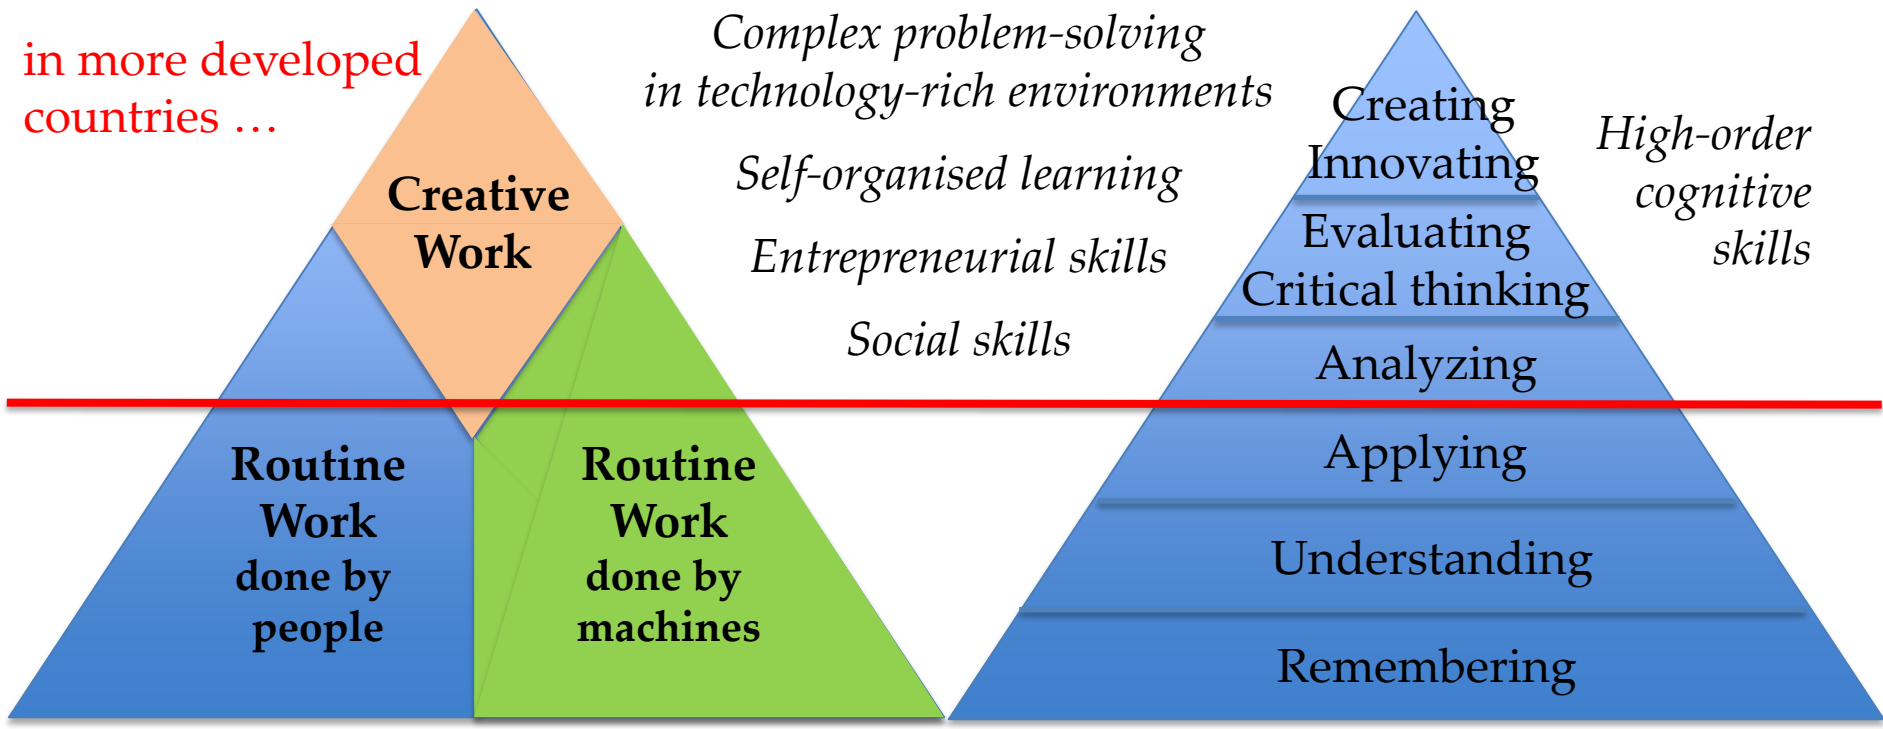 in more developed
countries …
Creative
Work
Routine
Work
done by
people
Routine
Work
done by
machines
Complex problem-solving
in technology-rich environments
Self-organised learning
Entrepreneurial skills
Social skills
Creating
Innovating
Evaluating
Critical thinking
Analyzing
Applying
Understanding
Remembering
High-order
cognitive
skills